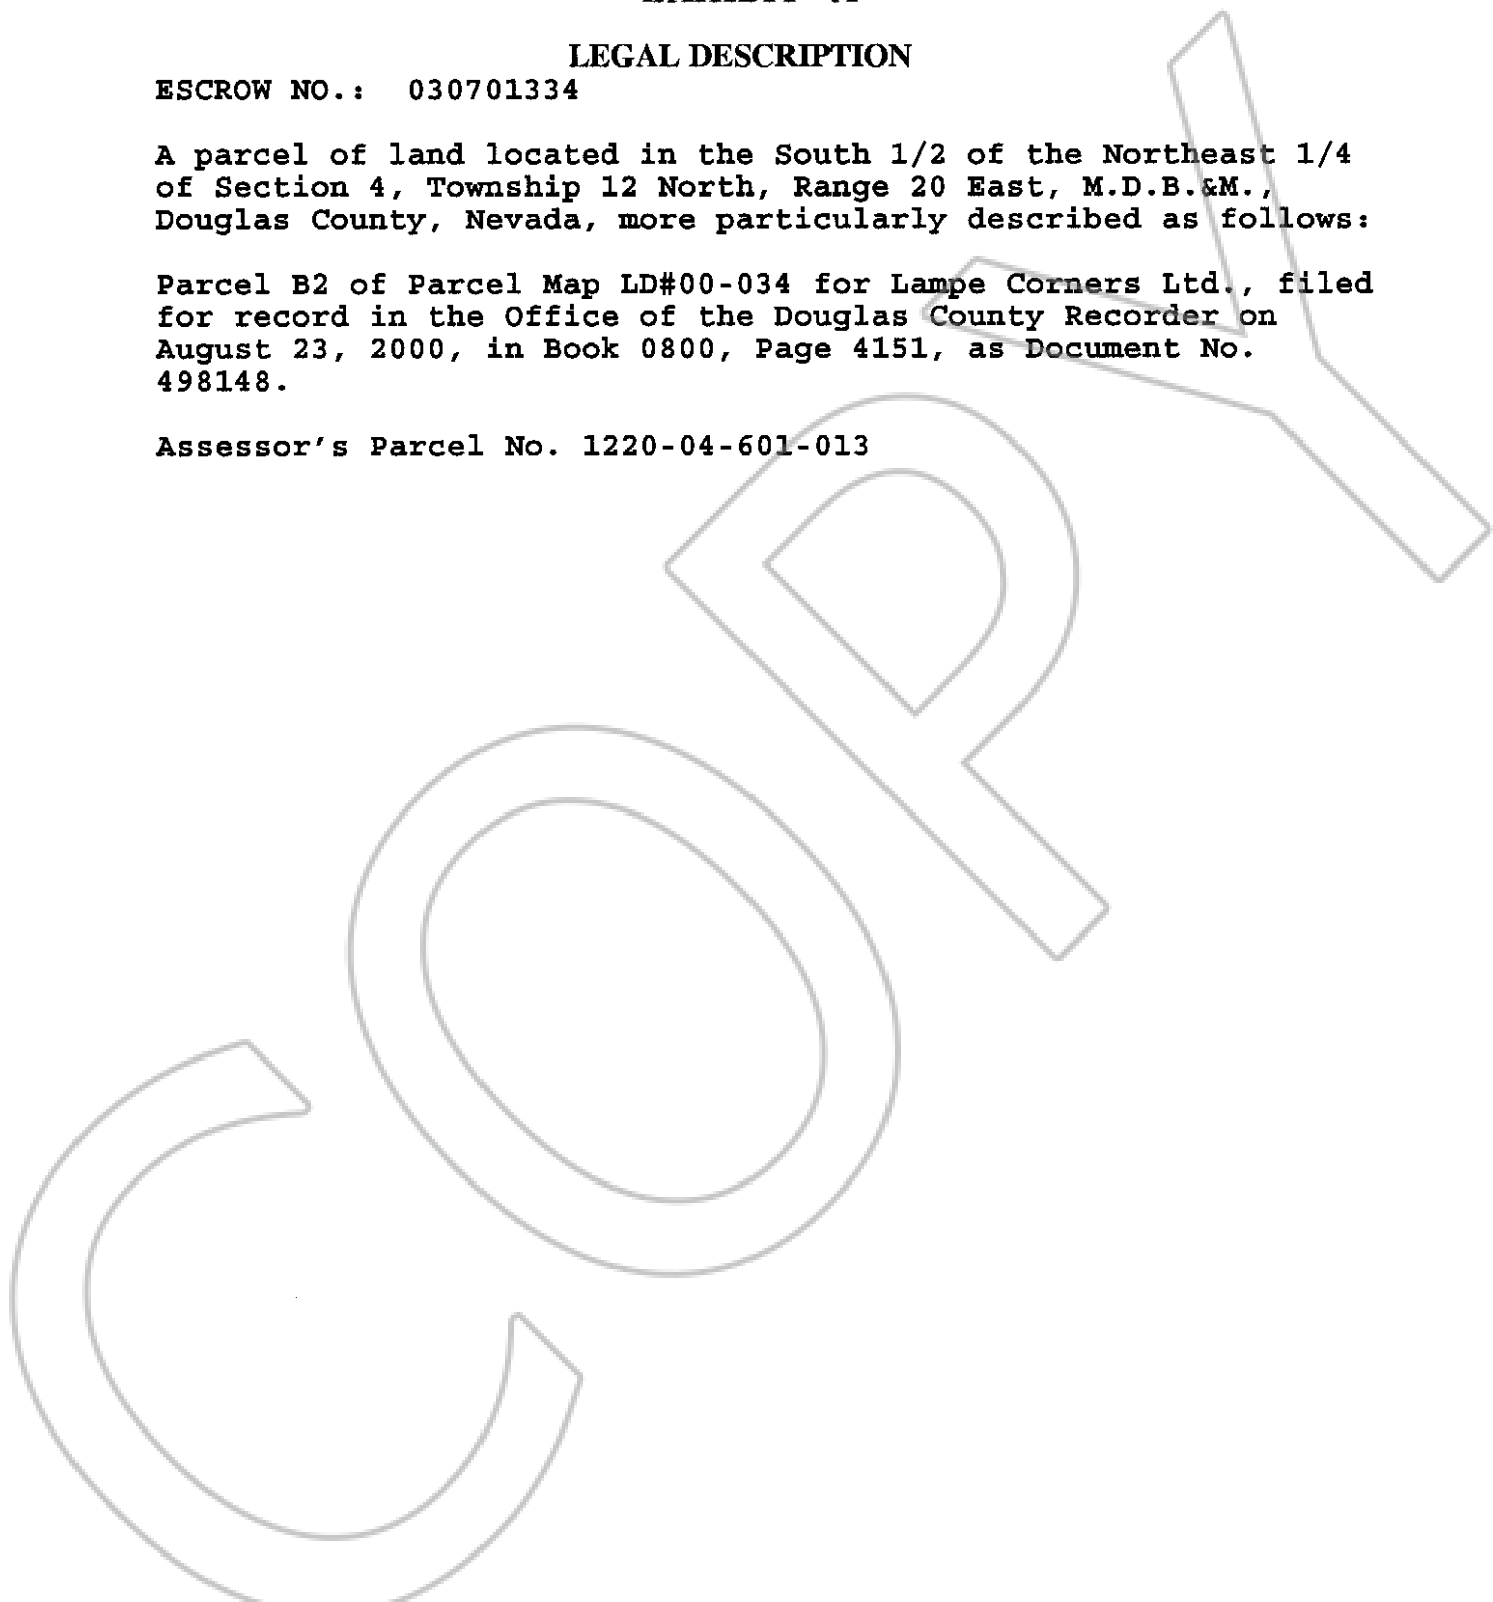 LEGAL DESCRIPTION
ESCROW NO.: 030701334
A parcel of land located in the South 1/2 of the Northeast 1/4
of Section 4, Township 12 North, Range 20 East, M.D.B.&M.,
Douglas County, Nevada, more particularly described as follows:
Parcel B2 of Parcel Map LD#00-034 for Lampe Corners Ltd., filed
for record in the Office of the Douglas County Recorder on
August 23, 2000, in Book 0800, Page 4151, as Document No.
498148.
Assessor's Parcel No. 1220-04-601-013
COPY